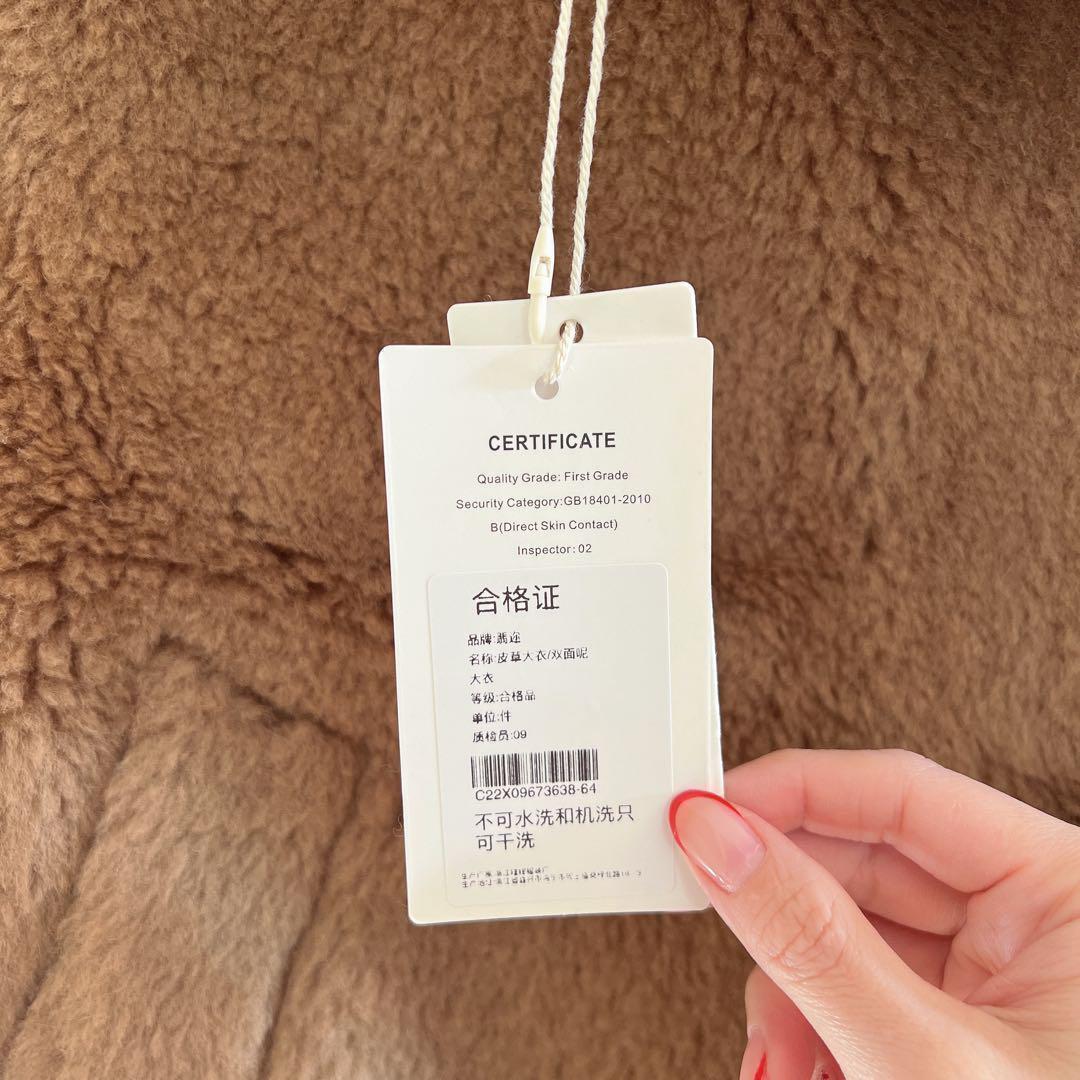 CERTIFICATE
Quality Grade: First Grade
Security Category:GB18401-2010
B(Direct Skin Contact)
Inspector: 02
合格证
品牌:
名称:皮草大衣/双面呢
大衣
等级:合格品
单位:件
质检员:09
C22X09673638-64
不可水洗和机洗只
可干洗